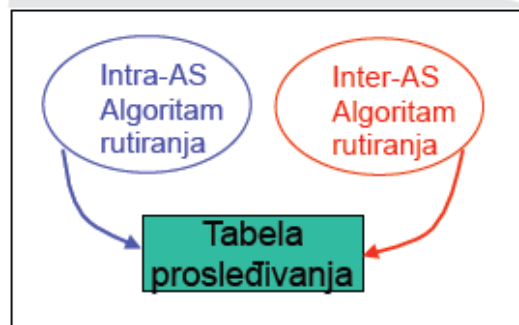 Intra-AS
Algoritam
rutiranja
Inter-AS
Algoritam
rutiranja
Tabela
prosleđivanja